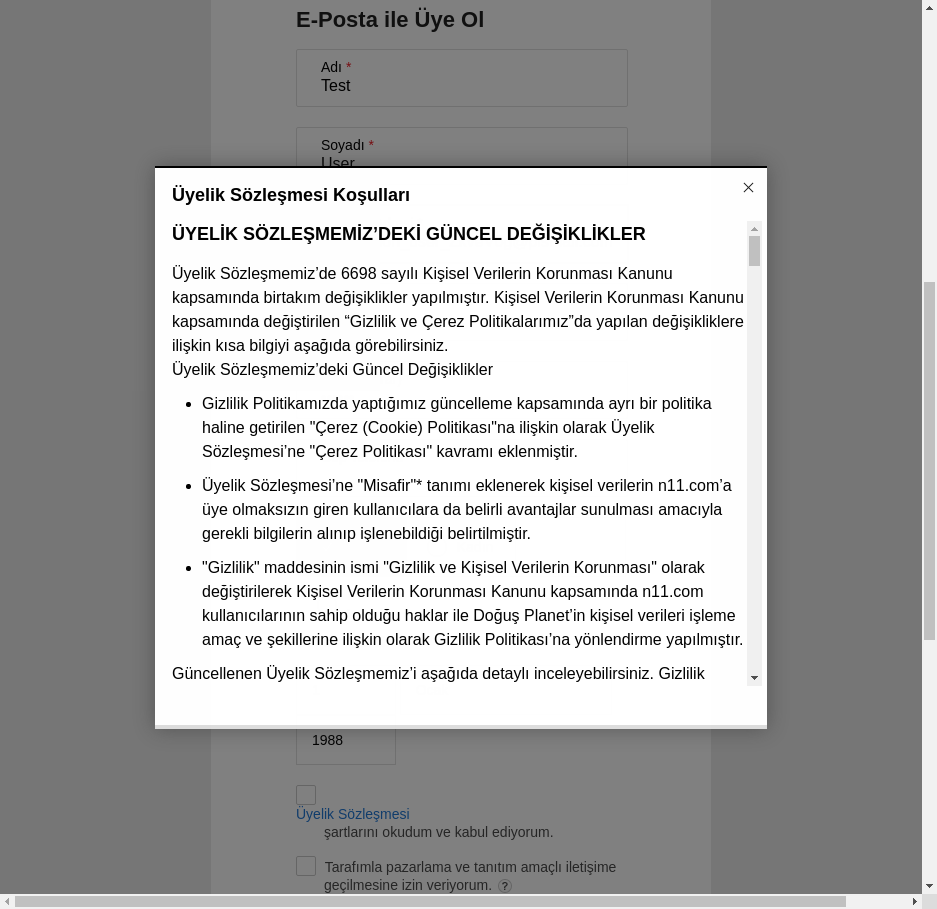 E-Posta ile Üye Ol
Adı *
Test
Soyadı *
User
Üyelik Sözleşmesi Koşulları
ÜYELİK SÖZLEŞMEMİZ’DEKİ GÜNCEL DEĞİŞİKLİKLER
Üyelik Sözleşmemiz’de 6698 sayılı Kişisel Verilerin Korunması Kanunu
kapsamında birtakım değişiklikler yapılmıştır. Kişisel Verilerin Korunması Kanunu
kapsamında değiştirilen “Gizlilik ve Çerez Politikalarımız”da yapılan değişikliklere
ilişkin kısa bilgiyi aşağıda görebilirsiniz.
Üyelik Sözleşmemiz’deki Güncel Değişiklikler
• Gizlilik Politikamızda yaptığımız güncelleme kapsamında ayrı bir politika
haline getirilen "Çerez (Cookie) Politikası"na ilişkin olarak Üyelik
Sözleşmesi’ne "Çerez Politikası" kavramı eklenmiştir.
• Üyelik Sözleşmesi’ne "Misafir"* tanımı eklenerek kişisel verilerin n11.com’a
üye olmaksızın giren kullanıcılara da belirli avantajlar sunulması amacıyla
gerekli bilgilerin alınıp işlenebildiği belirtilmiştir.
• "Gizlilik" maddesinin ismi "Gizlilik ve Kişisel Verilerin Korunması" olarak
değiştirilerek Kişisel Verilerin Korunması Kanunu kapsamında n11.com
kullanıcılarının sahip olduğu haklar ile Doğuş Planet’in kişisel verileri işleme
amaç ve şekillerine ilişkin olarak Gizlilik Politikası’na yönlendirme yapılmıştır.
Güncellenen Üyelik Sözleşmemiz’i aşağıda detaylı inceleyebilirsiniz. Gizlilik
1988
Üyelik Sözleşmesi
şartlarını okudum ve kabul ediyorum.
Tarafımla pazarlama ve tanıtım amaçlı iletişime
geçilmesine izin veriyorum. ?